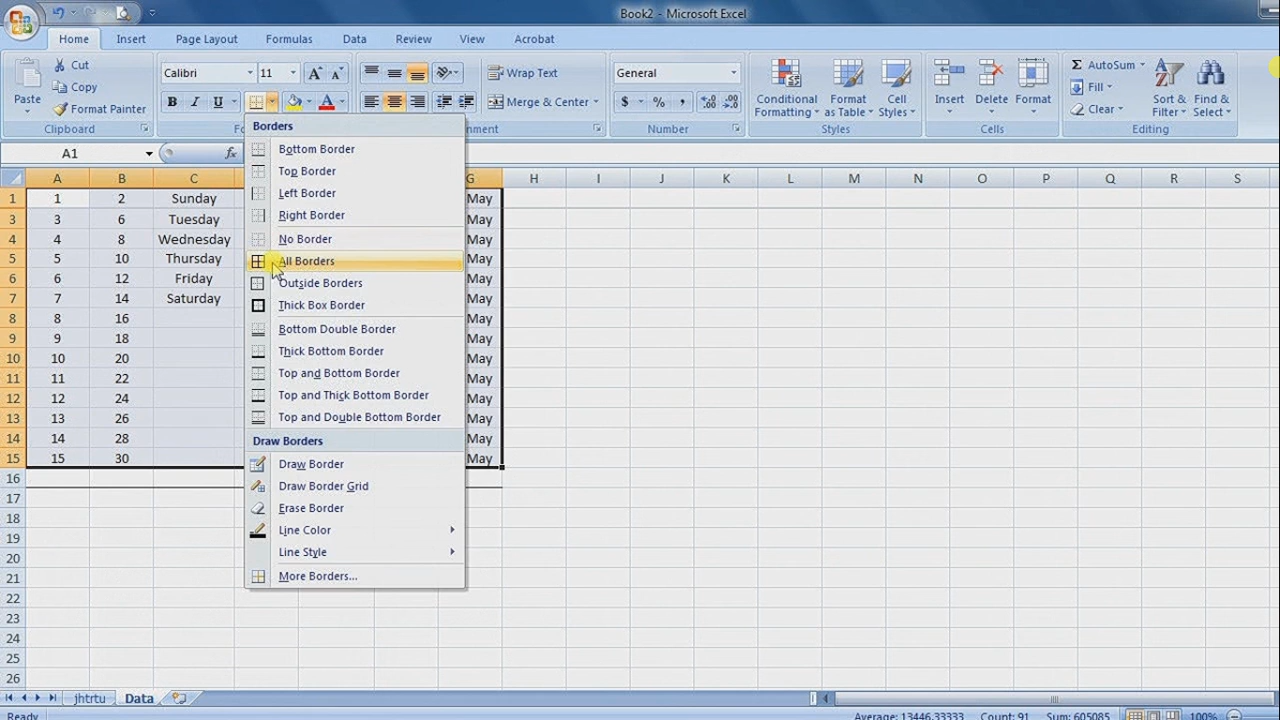 Book2 - Microsoft Excel
Home Insert Page Layout Formulas Data Review View Acrobat
Paste Cut Copy Format Painter
Clipboard
Calibri 11 A A
B I U A
Wrap Text
Merge & Center
General
$ % , .0 .00 .00 .0
Number
Conditional Formatting Format as Table Cell Styles
Styles
Insert Delete Format
Cells
Σ AutoSum Fill Clear
Sort & Filter Find & Select
Editing
A1 fx
Borders
Bottom Border
Top Border
Left Border
Right Border
No Border
All Borders
Outside Borders
Thick Box Border
Bottom Double Border
Thick Bottom Border
Top and Bottom Border
Top and Thick Bottom Border
Top and Double Bottom Border
Draw Borders
Draw Border
Draw Border Grid
Erase Border
Line Color
Line Style
More Borders...
A B C G H I J K L M N O P Q R S
1 1 2 Sunday May
3 3 6 Tuesday May
4 4 8 Wednesday May
5 5 10 Thursday May
6 6 12 Friday May
7 7 14 Saturday May
8 8 16 May
9 9 18 May
10 10 20 May
11 11 22 May
12 12 24 May
13 13 26 May
14 14 28 May
15 15 30 May
16
17
18
19
20
21
22
23
24
25
26
jhtrtu Data
Ready Average: 13446.33333 Count: 91 Sum: 605085 100%